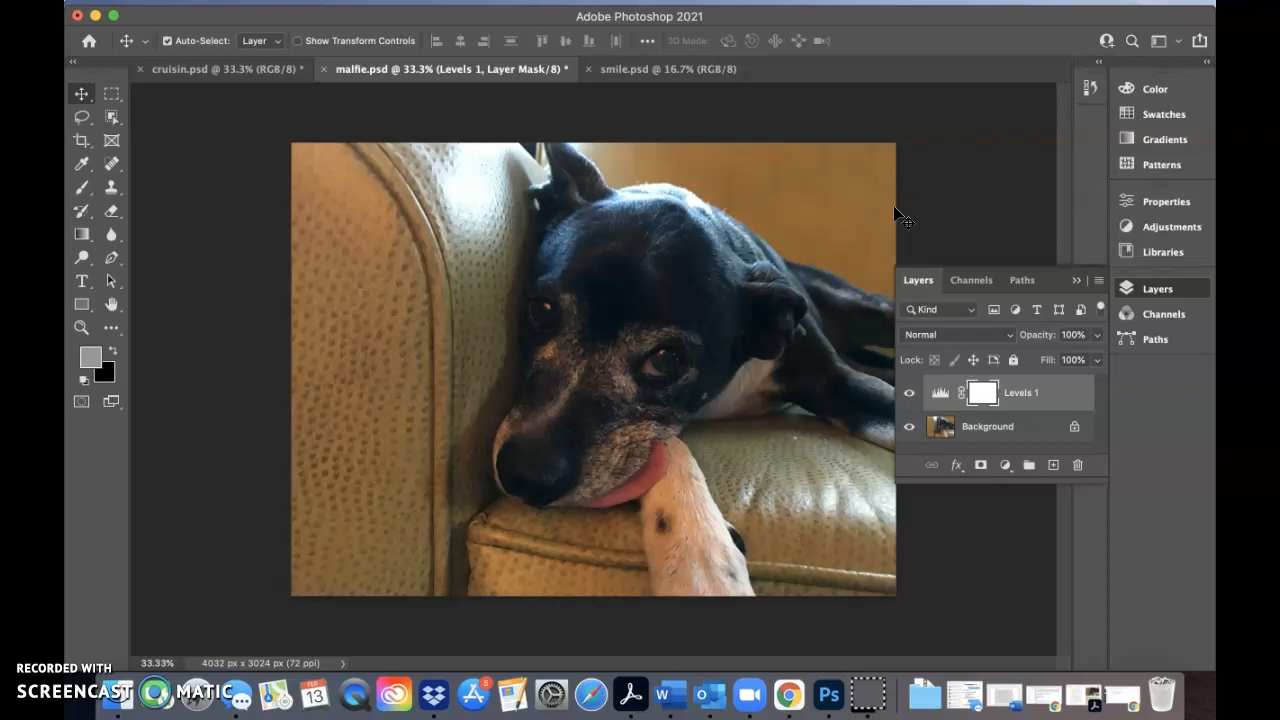 Adobe Photoshop 2021
Auto-Select: Layer Show Transform Controls 3D Mode:
cruisin.psd @ 33.3% (RGB/8) * malfie.psd @ 33.3% (Levels 1, Layer Mask/8) * smile.psd @ 16.7% (RGB/8)
Color
Swatches
Gradients
Patterns
Properties
Adjustments
Libraries
Layers
Channels
Paths
Layers Channels Paths
Kind
Normal Opacity: 100%
Lock: Fill: 100%
Levels 1
Background
33.33% 4032 px x 3024 px (72 ppi)
RECORDED WITH
SCREENCAST MATIC
FEB
13
5
W
Ps